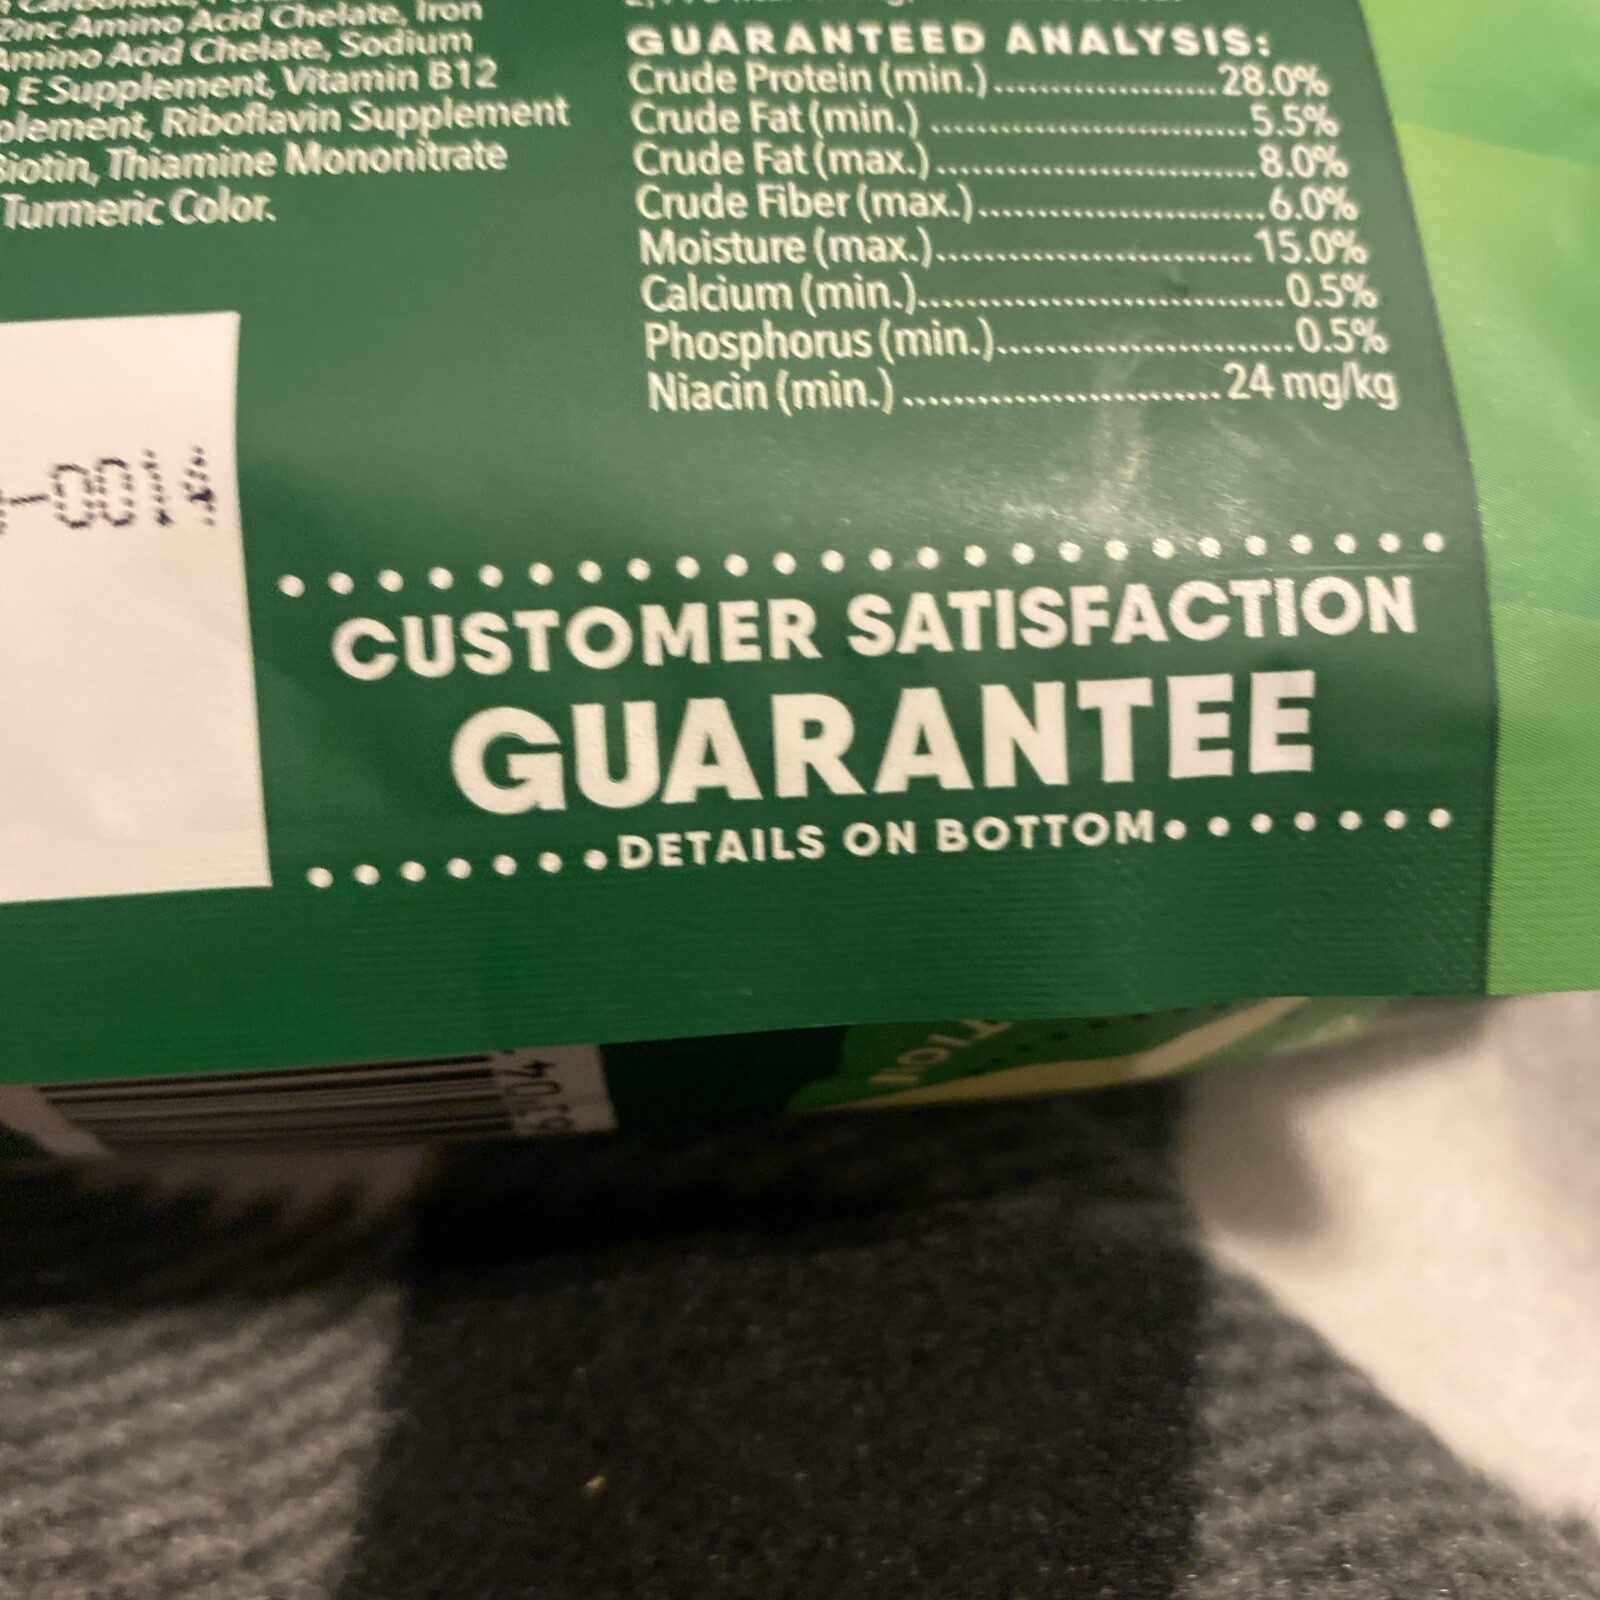 Zinc Amino Acid Chelate, Iron
Amino Acid Chelate, Sodium
E Supplement, Vitamin B12
plement, Riboflavin Supplement
Biotin, Thiamine Mononitrate
Turmeric Color.
GUARANTEED ANALYSIS:
Crude Protein (min.)........................28.0%
Crude Fat (min.) ..................................5.5%
Crude Fat (max.)..................................8.0%
Crude Fiber (max.)..............................6.0%
Moisture (max.)..................................15.0%
Calcium (min.)......................................0.5%
Phosphorus (min.)..............................0.5%
Niacin (min.) ..............................24 mg/kg
-0014
CUSTOMER SATISFACTION
GUARANTEE
DETAILS ON BOTTOM